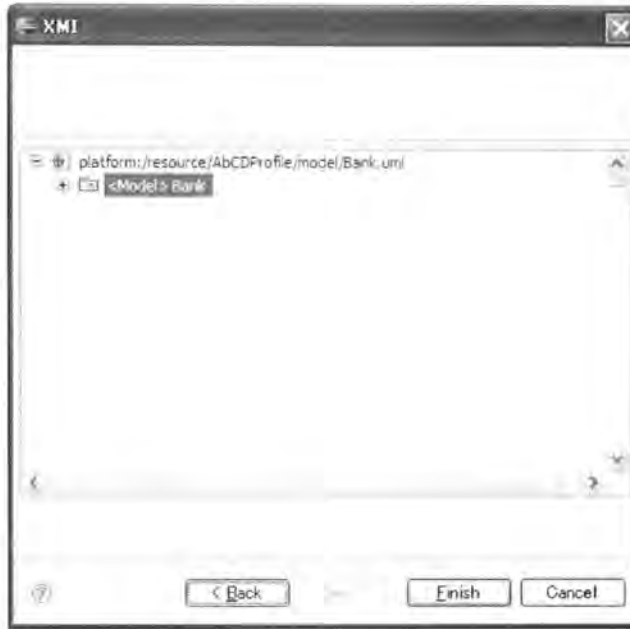 XMI
platform:/resource/AbCDProfile/model/Bank.uml
<Model> Bank
< Back
Finish
Cancel